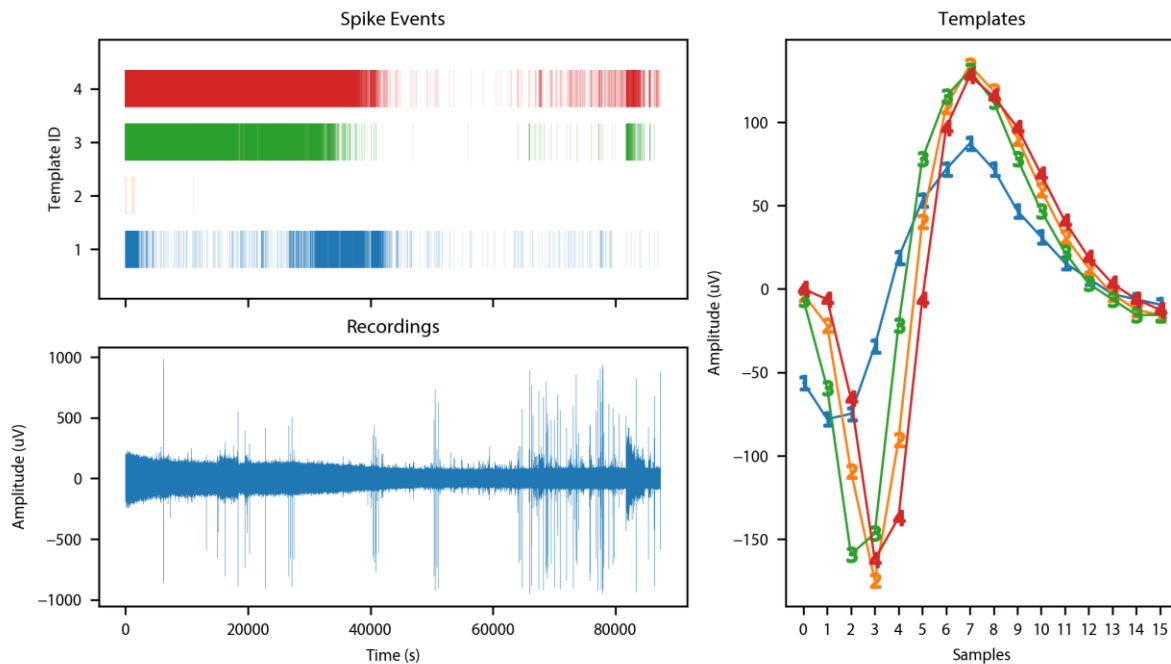 Spike Events
Template ID
4
3
2
1
Recordings
Amplitude (uV)
1000
500
0
−500
−1000
0 20000 40000 60000 80000
Time (s)
Templates
Amplitude (uV)
100
50
0
−50
−100
−150
0 1 2 3 4 5 6 7 8 9 10 11 12 13 14 15
Samples